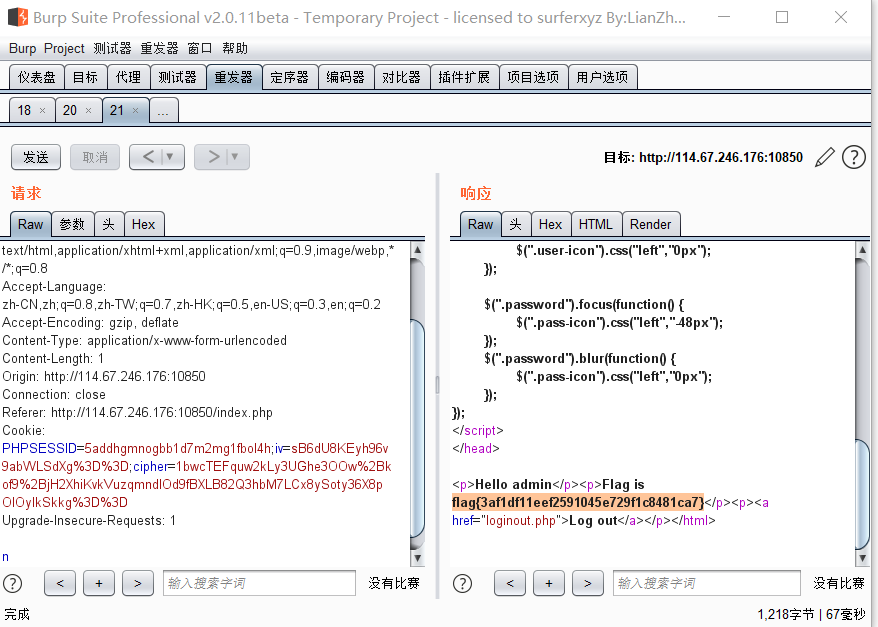 Burp Suite Professional v2.0.11beta - Temporary Project - licensed to surferxyz By:LianZh...
Burp Project 测试器 重发器 窗口 帮助
仪表盘 目标 代理 测试器 重发器 定序器 编码器 对比器 插件扩展 项目选项 用户选项
18 × 20 × 21 × ...
发送 取消 < ▼ > ▼ 目标: http://114.67.246.176:10850 ?
请求
Raw 参数 头 Hex
text/html,application/xhtml+xml,application/xml;q=0.9,image/webp,*
/*;q=0.8
Accept-Language:
zh-CN,zh;q=0.8,zh-TW;q=0.7,zh-HK;q=0.5,en-US;q=0.3,en;q=0.2
Accept-Encoding: gzip, deflate
Content-Type: application/x-www-form-urlencoded
Content-Length: 1
Origin: http://114.67.246.176:10850
Connection: close
Referer: http://114.67.246.176:10850/index.php
Cookie:
PHPSESSID=5addhgmnogbb1d7m2mg1fbol4h;iv=sB6dU8KEyh96v
9abWLSdXg%3D%3D;cipher=1bwcTEFquw2kLy3UGhe3OOw%2Bk
of9%2BjH2XhiKvkVuzqmndIOd9fBXLB82Q3hbM7LCx8ySoty36X8p
OlOylkSkkg%3D%3D
Upgrade-Insecure-Requests: 1
n
? < + > 输入搜索字词 没有比赛
响应
Raw 头 Hex HTML Render
$(".user-icon").css("left","0px");
});
$(".password").focus(function() {
$(".pass-icon").css("left","-48px");
});
$(".password").blur(function() {
$(".pass-icon").css("left","0px");
});
});
</script>
</head>
<p>Hello admin</p><p>Flag is
flag{3af1df11eef2591045e729f1c8481ca7}</p><p><a
href="loginout.php">Log out</a></p></html>
? < + > 输入搜索字词 没有比赛
完成 1,218字节 | 67毫秒